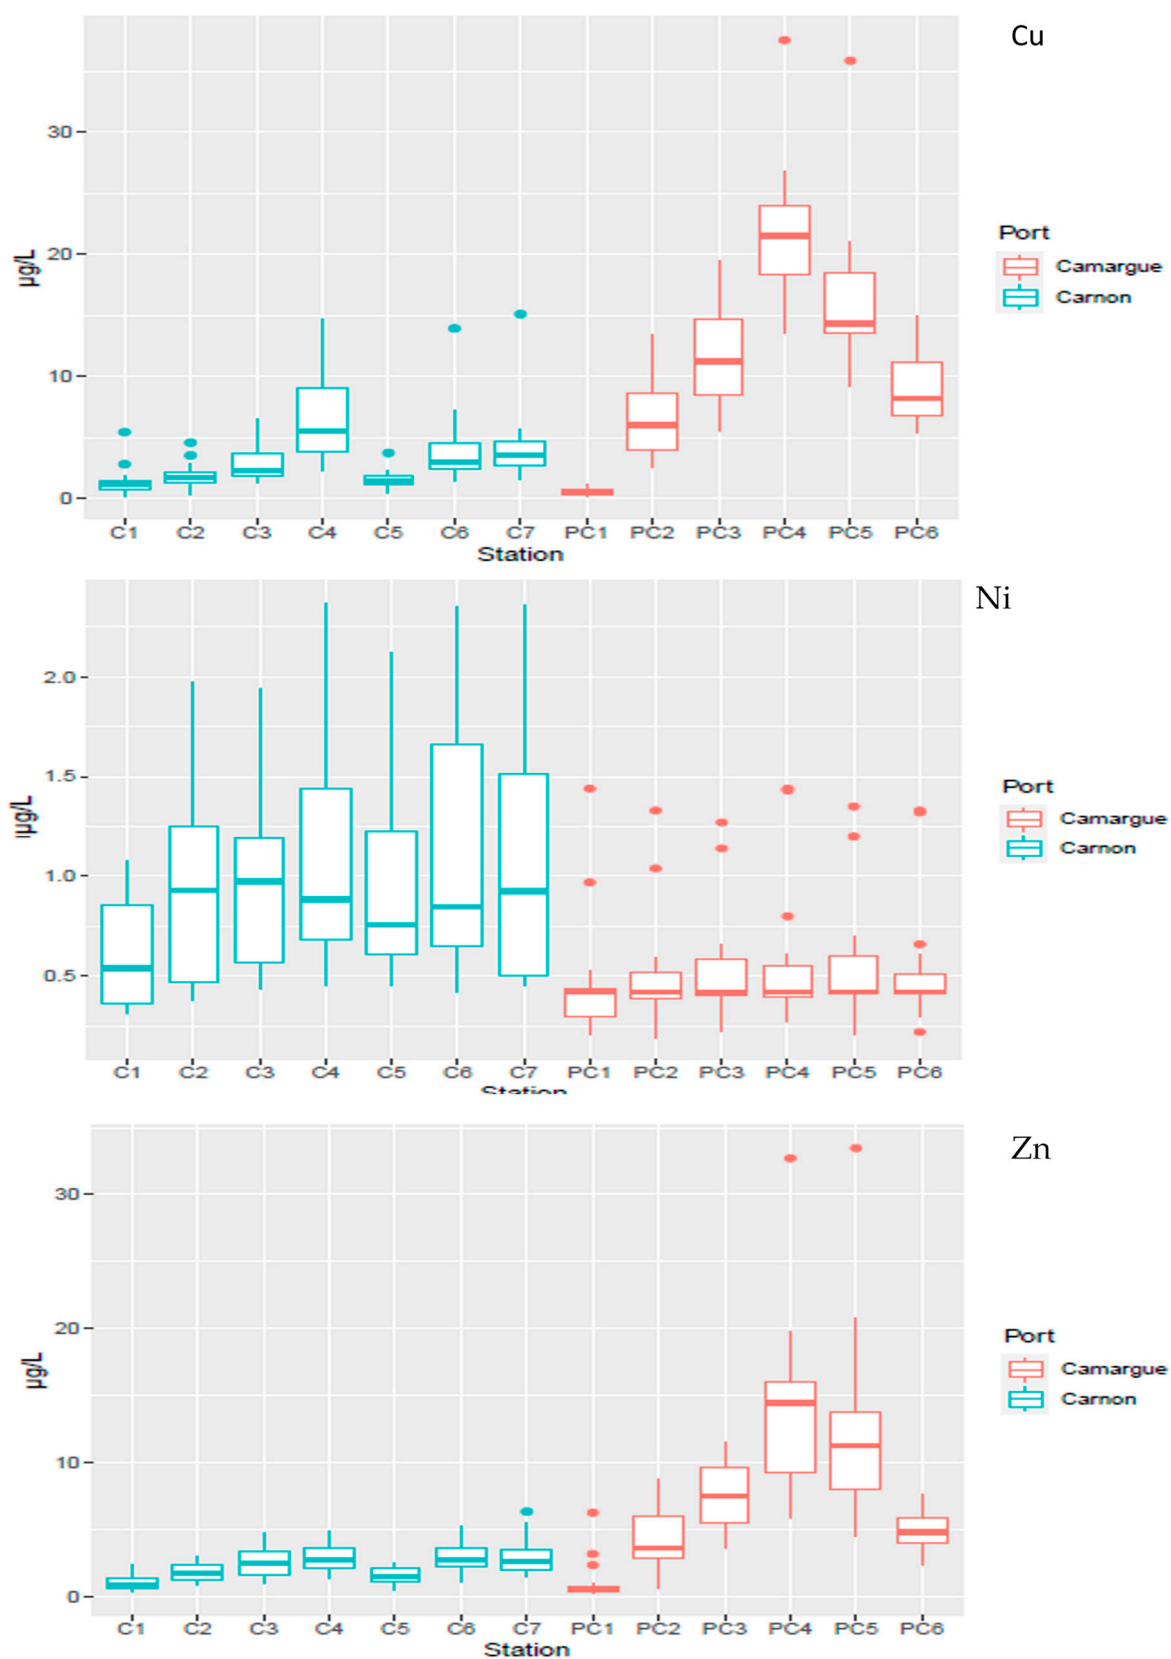 Cu
30
20
10
0
µg/L
C1 C2 C3 C4 C5 C6 C7 PC1 PC2 PC3 PC4 PC5 PC6
Station
Port
Camargue
Carnon
Ni
2.0
1.5
1.0
0.5
µg/L
C1 C2 C3 C4 C5 C6 C7 PC1 PC2 PC3 PC4 PC5 PC6
Station
Port
Camargue
Carnon
Zn
30
20
10
0
µg/L
C1 C2 C3 C4 C5 C6 C7 PC1 PC2 PC3 PC4 PC5 PC6
Station
Port
Camargue
Carnon